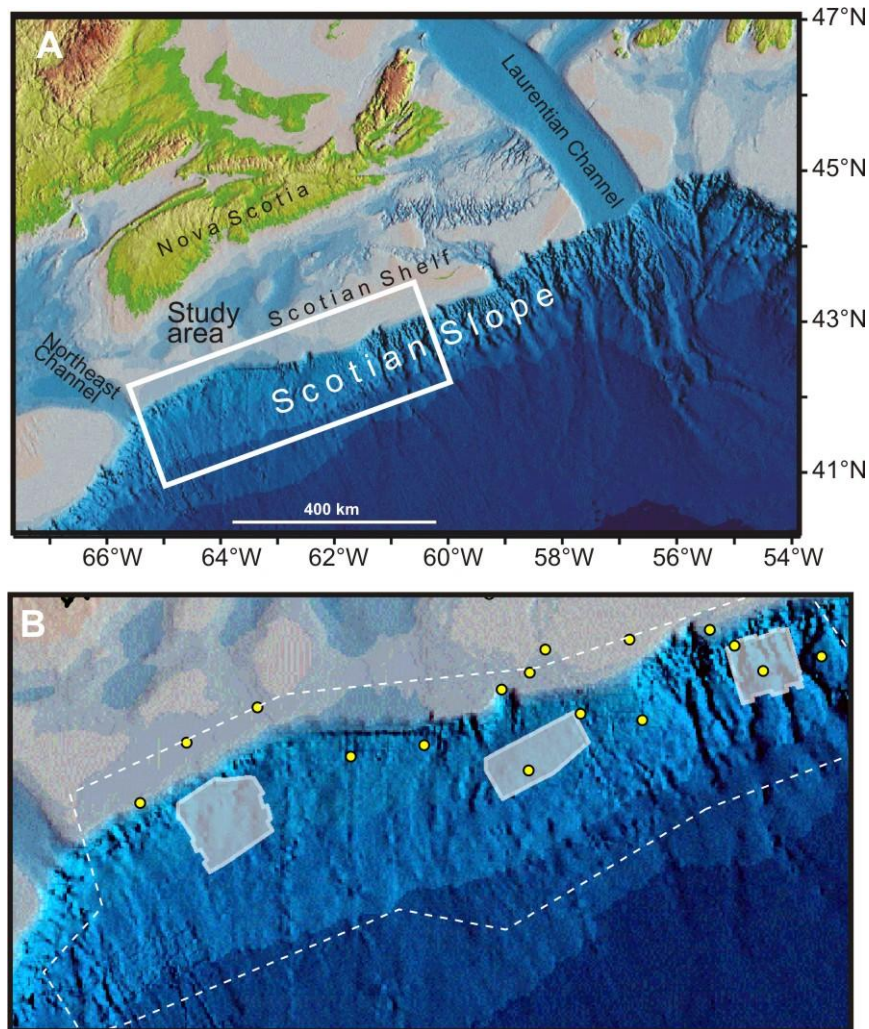 A
47°N
Laurentian Channel
45°N
Nova Scotia
Scotian Shelf
Study
area
43°N
Scotian Slope
Northeast
Channel
41°N
400 km
66°W 64°W 62°W 60°W 58°W 56°W 54°W
B